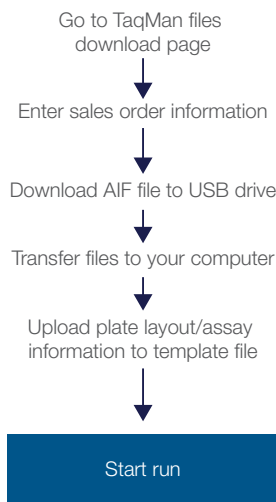 Go to TaqMan files
download page
Enter sales order information
Download AIF file to USB drive
Transfer files to your computer
Upload plate layout/assay
information to template file
Start run